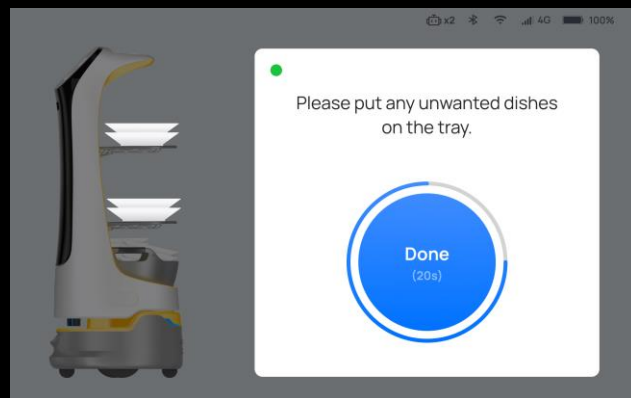 x2 4G 100%
Please put any unwanted dishes
on the tray.
Done
(20s)